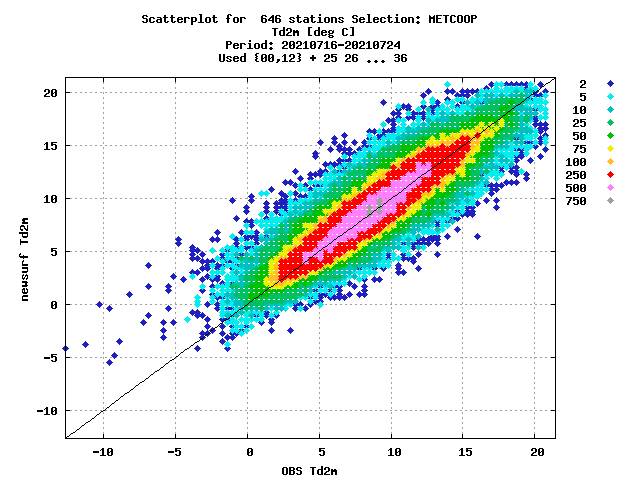 Scatterplot for  646 stations Selection: METCOOP
Td2m [deg C]
Period: 20210716-20210724
Used {00,12} + 25 26 ... 36
20
15
10
5
0
-5
-10
newsurf Td2m
-10 -5 0 5 10 15 20
OBS Td2m
2
5
10
25
50
75
100
250
500
750